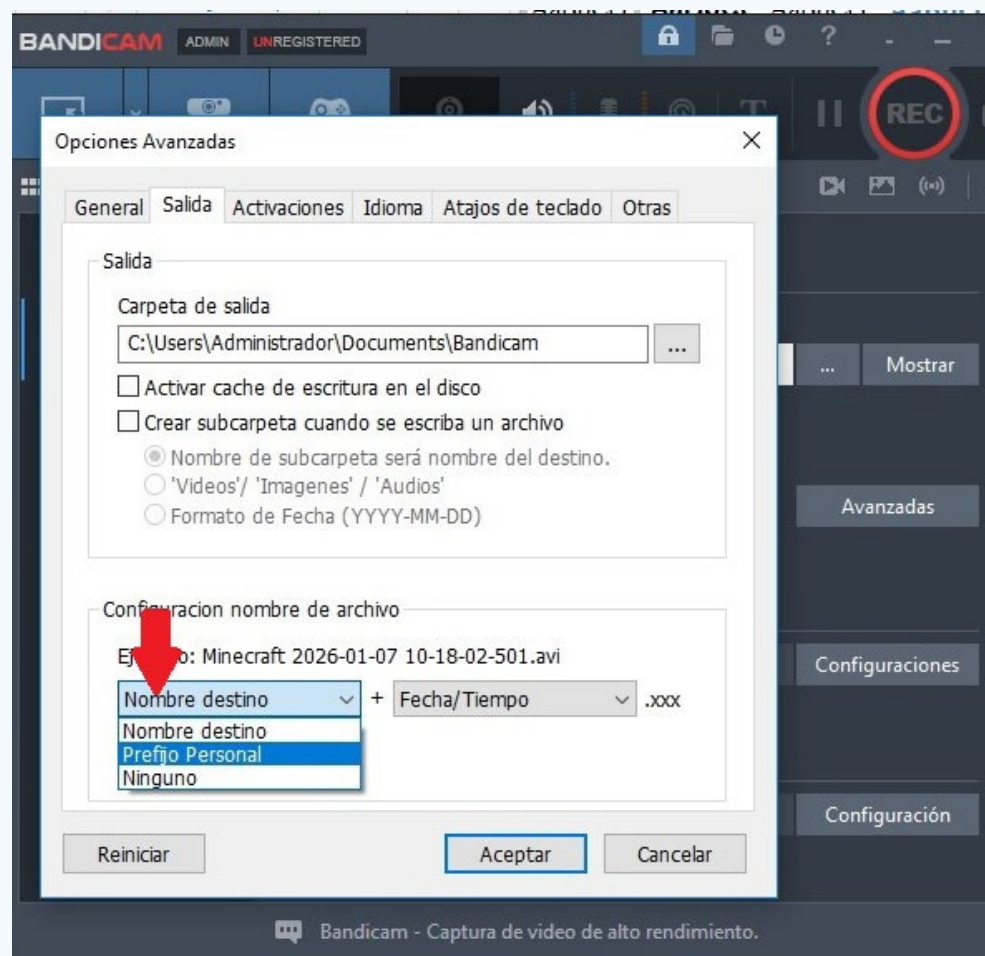 BANDICAM ADMIN UNREGISTERED
?
T REC
Opciones Avanzadas
General Salida Activaciones Idioma Atajos de teclado Otras
Salida
Carpeta de salida
C:\Users\Administrador\Documents\Bandicam ...
Activar cache de escritura en el disco
Crear subcarpeta cuando se escriba un archivo
Nombre de subcarpeta será nombre del destino.
'Videos'/ 'Imagenes' / 'Audios'
Formato de Fecha (YYYY-MM-DD)
... Mostrar
Avanzadas
Configuracion nombre de archivo
Minecraft 2026-01-07 10-18-02-501.avi
Nombre destino + Fecha/Tiempo .xxx
Nombre destino
Prefijo Personal
Ninguno
Configuraciones
Configuración
Reiniciar Aceptar Cancelar
Bandicam - Captura de video de alto rendimiento.